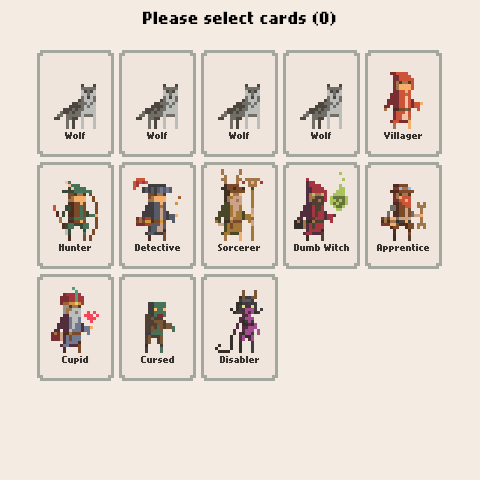 Please select cards (0)
Wolf
Wolf
Wolf
Wolf
Villager
Hunter
Detective
Sorcerer
Dumb Witch
Apprentice
Cupid
Cursed
Disabler